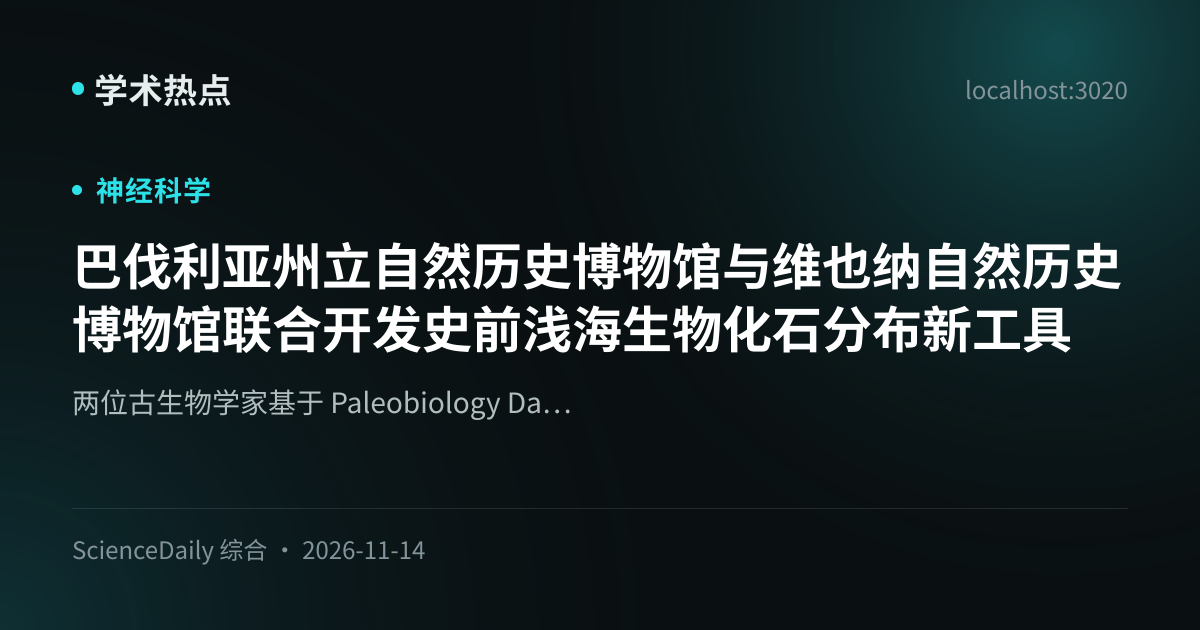 学术热点
localhost:3020
神经科学
巴伐利亚州立自然历史博物馆与维也纳自然历史
博物馆联合开发史前浅海生物化石分布新工具
两位古生物学家基于 Paleobiology Da…
ScienceDaily 综合 · 2026-11-14